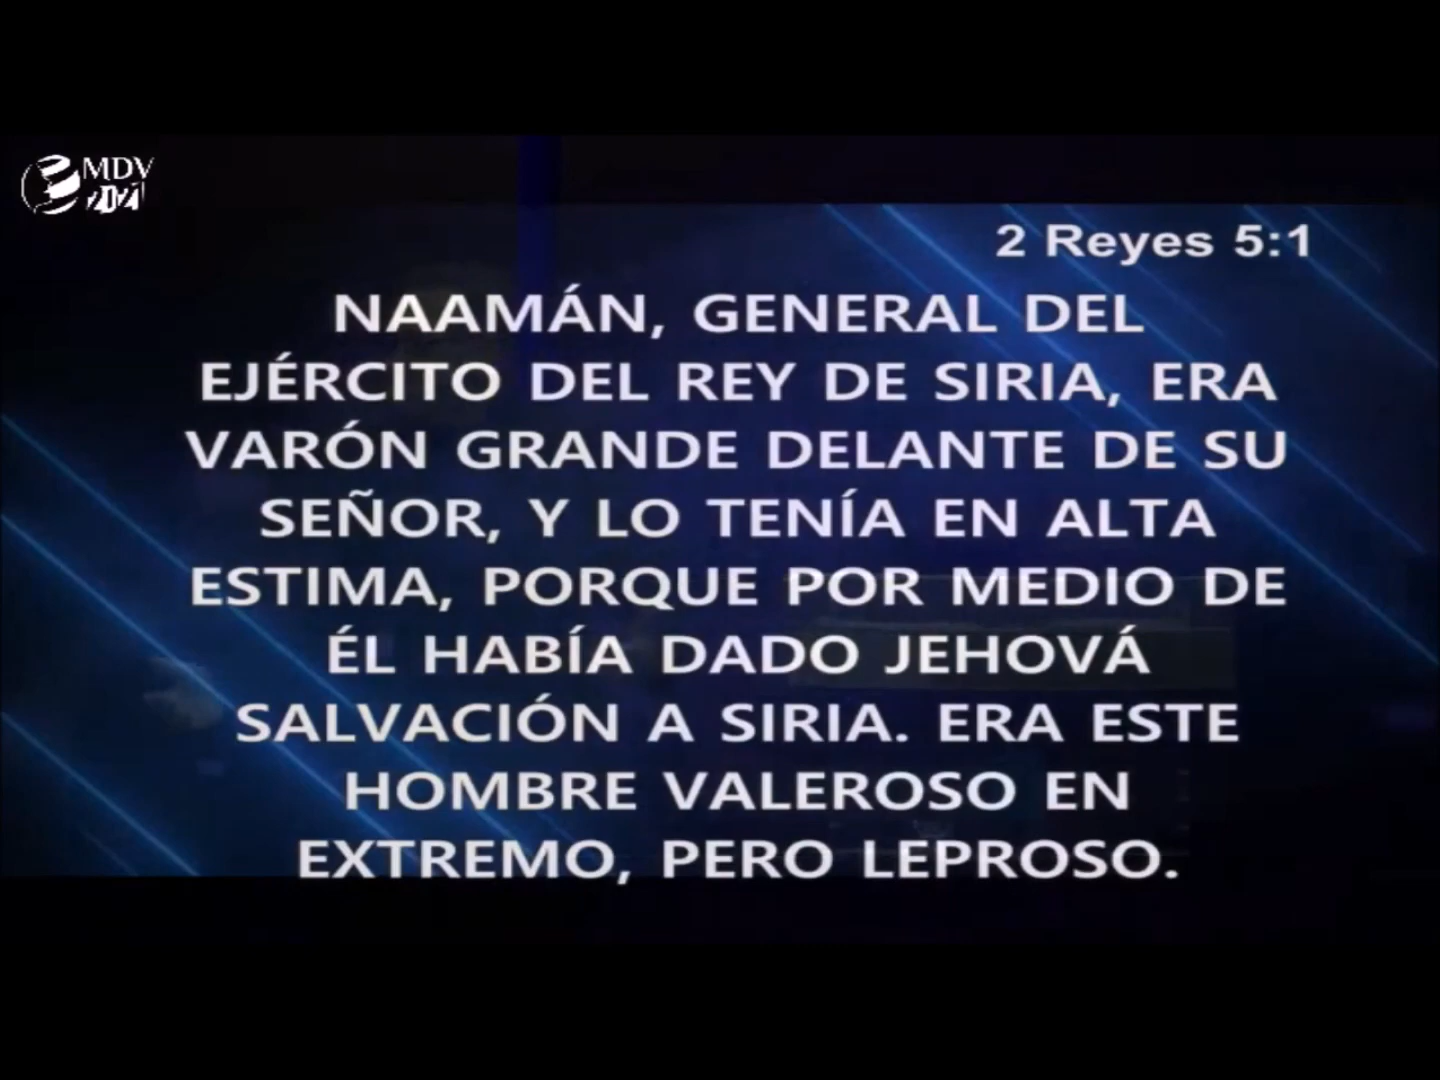 MDV
2021
2 Reyes 5:1
NAAMÁN, GENERAL DEL
EJÉRCITO DEL REY DE SIRIA, ERA
VARÓN GRANDE DELANTE DE SU
SEÑOR, Y LO TENÍA EN ALTA
ESTIMA, PORQUE POR MEDIO DE
ÉL HABÍA DADO JEHOVÁ
SALVACIÓN A SIRIA. ERA ESTE
HOMBRE VALEROSO EN
EXTREMO, PERO LEPROSO.